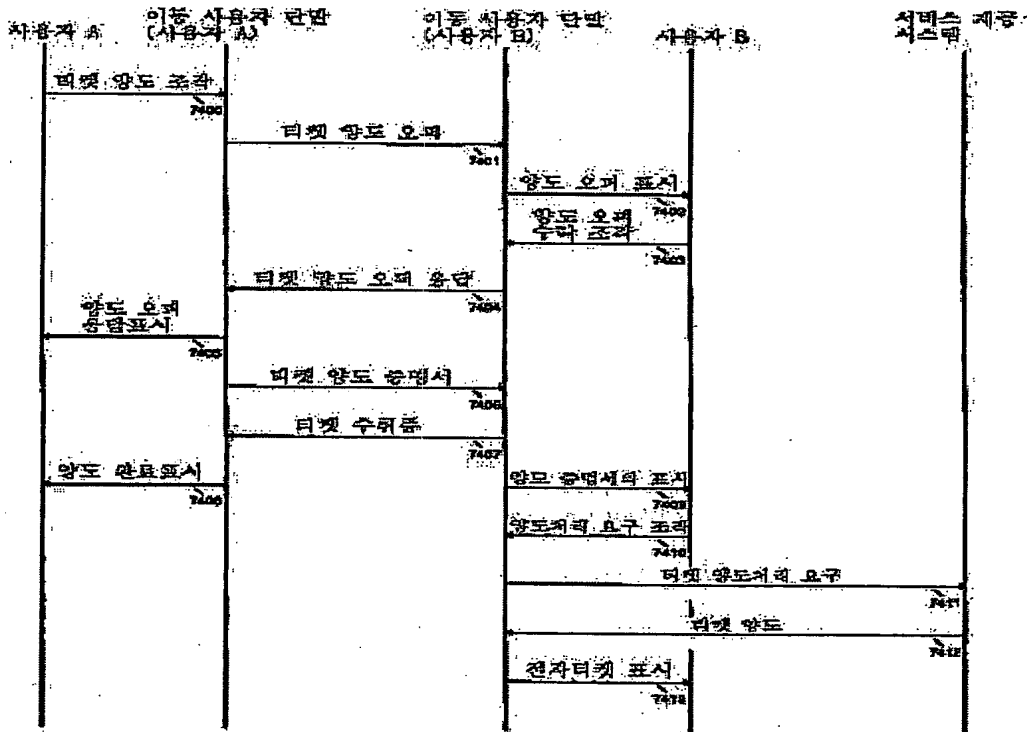 사용자 A
이동 사용자 단말
(사용자 A)
이동 사용자 단말
(사용자 B)
사용자 B
서비스 제공
시스템
티켓 양도 조작
7400
티켓 양도 오퍼
7401
양도 오퍼 표시
7402
양도 오퍼
수락 조작
7403
티켓 양도 오퍼 응답
7404
양도 오퍼
응답표시
7405
티켓 양도 증명서
7406
티켓 수취증
7407
양도 완료표시
7408
양도 증명서의 표시
7409
양도처리 요구 조작
7410
티켓 양도처리 요구
7411
티켓 양도
7412
전자티켓 표시
7413